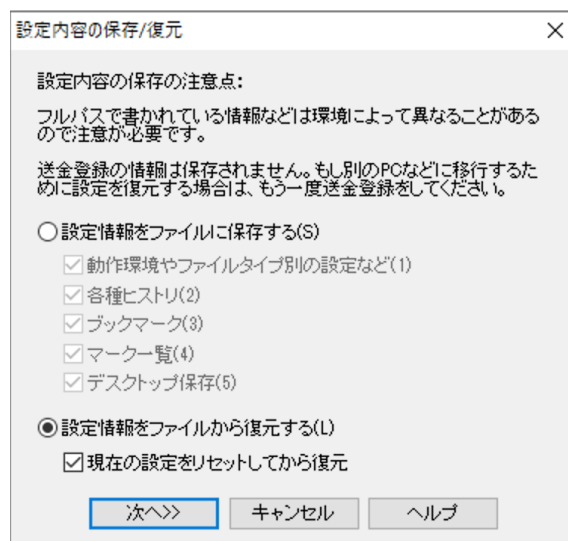 設定内容の保存/復元
設定内容の保存の注意点:
フルパスで書かれている情報などは環境によって異なることがある
ので注意が必要です。
送金登録の情報は保存されません。もし別のPCなどに移行するた
めに設定を復元する場合は、もう一度送金登録をしてください。
設定情報をファイルに保存する(S)
動作環境やファイルタイプ別の設定など(1)
各種ヒストリ(2)
ブックマーク(3)
マーク一覧(4)
デスクトップ保存(5)
設定情報をファイルから復元する(L)
現在の設定をリセットしてから復元
次へ>>
キャンセル
ヘルプ